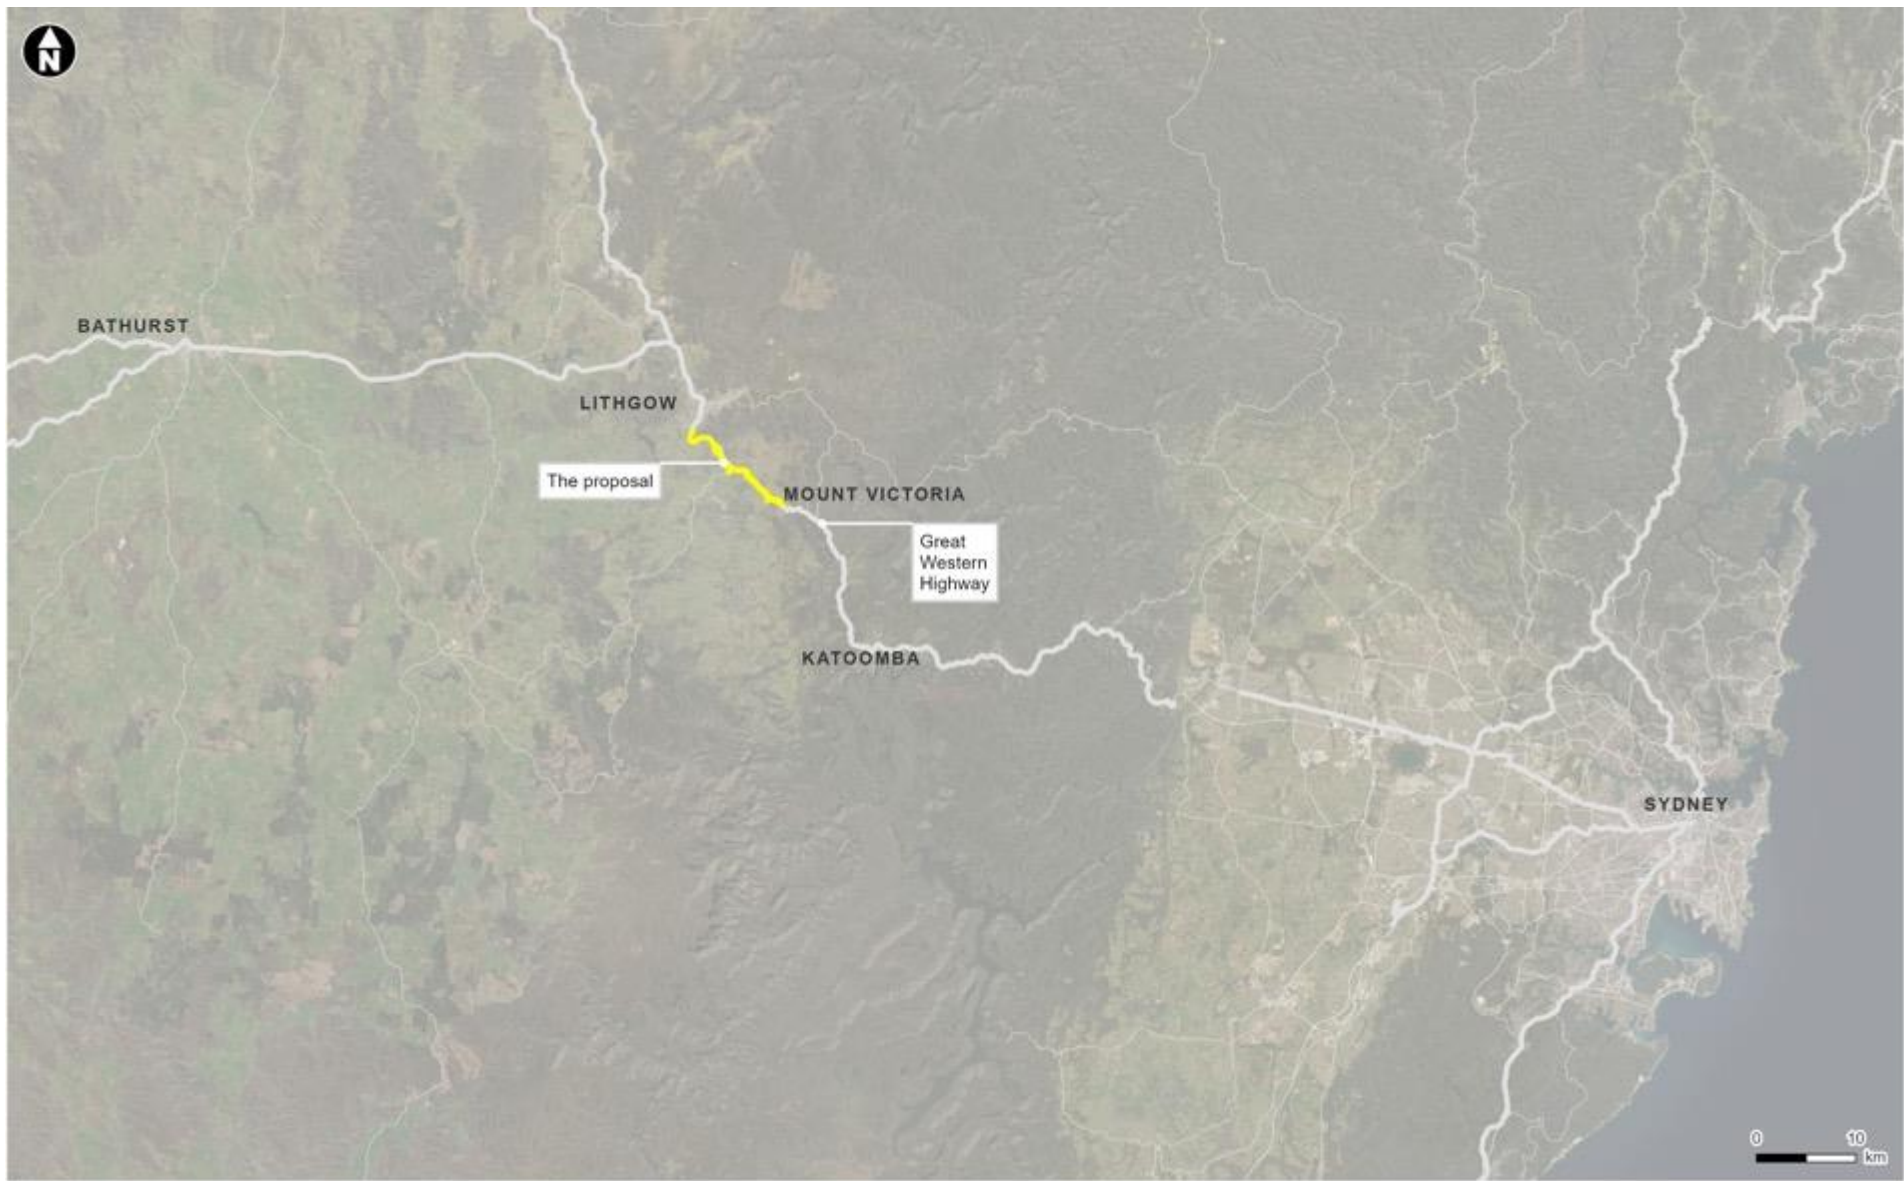 N
BATHURST
LITHGOW
The proposal
MOUNT VICTORIA
Great
Western
Highway
KATOOMBA
SYDNEY
0 10
km